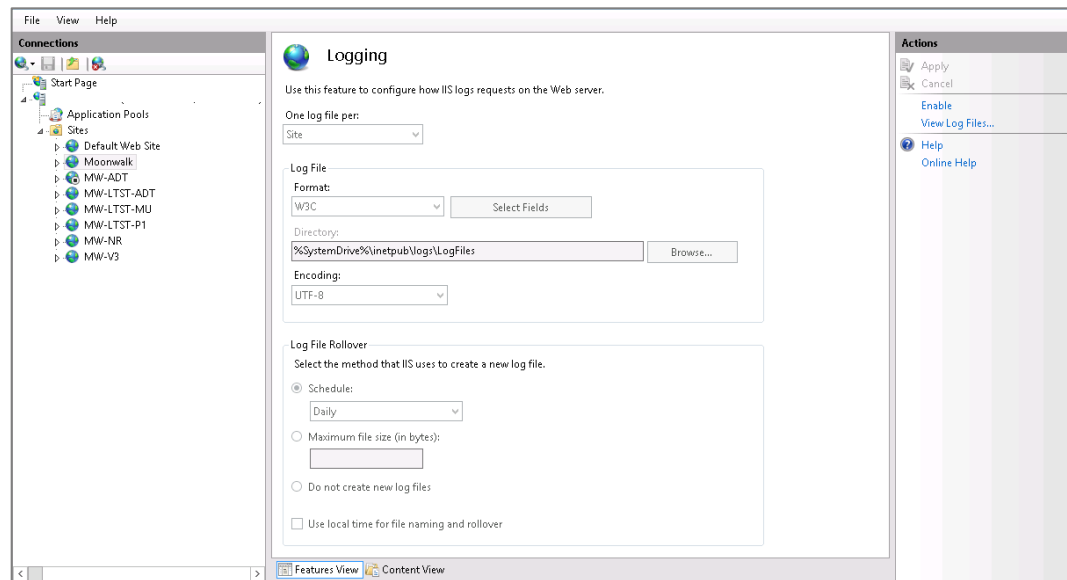 File View Help
Connections
Start Page
Application Pools
Sites
Default Web Site
Moonwalk
MW-ADT
MW-LTST-ADT
MW-LTST-MU
MW-LTST-P1
MW-NR
MW-V3
Logging
Use this feature to configure how IIS logs requests on the Web server.
One log file per:
Site
Log File
Format:
W3C Select Fields
Directory:
%SystemDrive%\inetpub\logs\LogFiles Browse...
Encoding:
UTF-8
Log File Rollover
Select the method that IIS uses to create a new log file.
Schedule:
Daily
Maximum file size (in bytes):
Do not create new log files
Use local time for file naming and rollover
Features View Content View
Actions
Apply
Cancel
Enable
View Log Files...
Help
Online Help